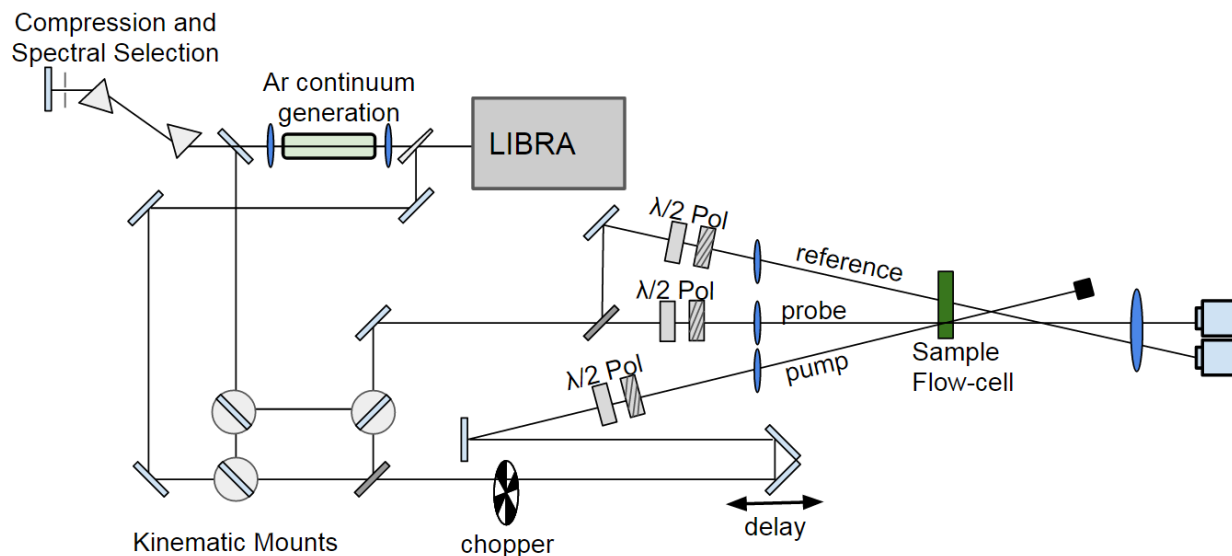 Compression and
Spectral Selection
Ar continuum
generation
LIBRA
λ/2 Pol
reference
λ/2 Pol
probe
λ/2 Pol
pump
Sample
Flow-cell
delay
Kinematic Mounts
chopper